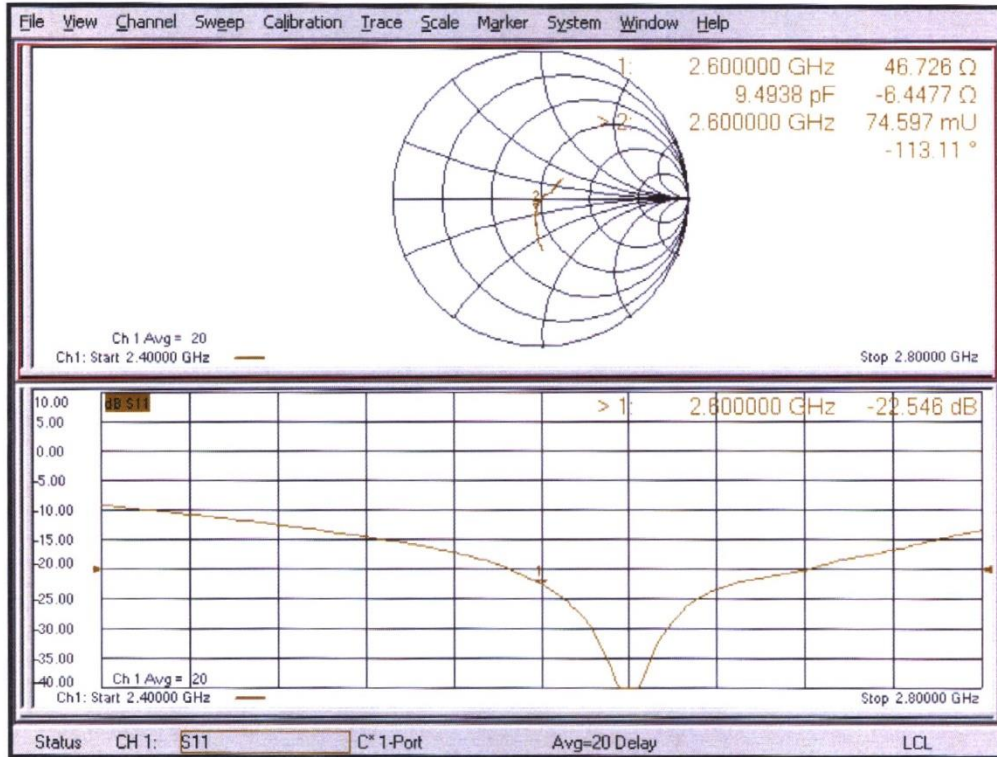 File View Channel Sweep Calibration Trace Scale Marker System Window Help
1: 2.600000 GHz 46.726 Ω
9.4938 pF -6.4477 Ω
> 2: 2.600000 GHz 74.597 mU
-113.11 °
2
Ch 1 Avg = 20
Ch1: Start 2.40000 GHz Stop 2.80000 GHz
10.00 dB S11 > 1: 2.600000 GHz -22.546 dB
5.00
0.00
-5.00
-10.00
-15.00
-20.00
1
-25.00
-30.00
-35.00
-40.00
Ch 1 Avg = 20
Ch1: Start 2.40000 GHz Stop 2.80000 GHz
Status CH 1: S11 C* 1-Port Avg=20 Delay LCL